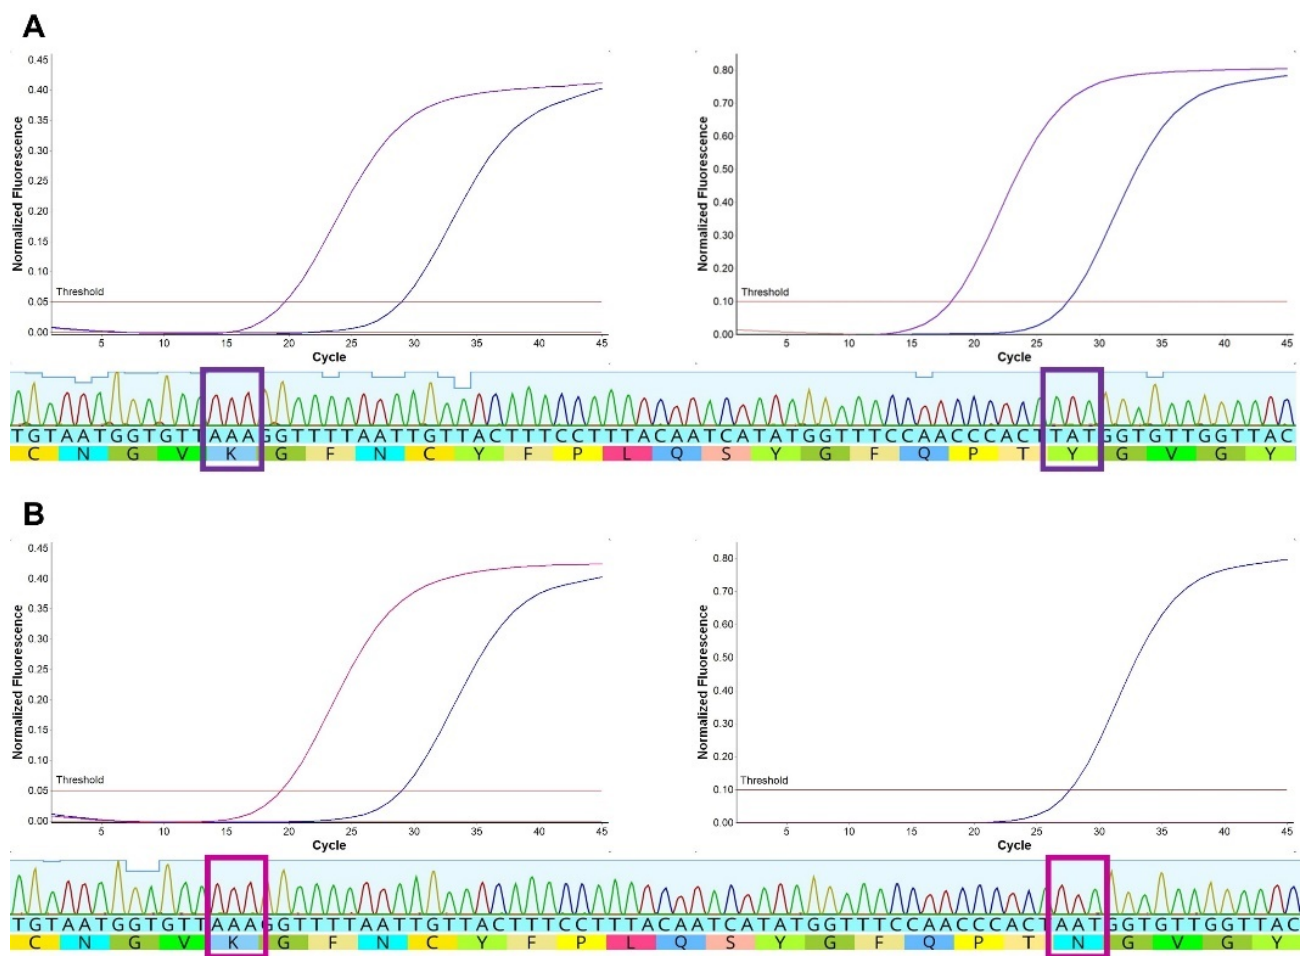 A
Normalized Fluorescence
0.45
0.40
0.35
0.30
0.25
0.20
0.15
0.10
0.05
0.00
Threshold
5 10 15 20 25 30 35 40 45
Cycle
Normalized Fluorescence
0.80
0.70
0.60
0.50
0.40
0.30
0.20
0.10
0.00
Threshold
5 10 15 20 25 30 35 40 45
Cycle
TGTAATGGTGTTAAAGGTTTTAATTGTTACTTTCCTTTACAATCATATGGTTTCCAACCCACTTATGGTGTTGGTTAC
C N G V K G F N C Y F P L Q S Y G F Q P T Y G V G Y
B
Normalized Fluorescence
0.45
0.40
0.35
0.30
0.25
0.20
0.15
0.10
0.05
0.00
Threshold
5 10 15 20 25 30 35 40 45
Cycle
Normalized Fluorescence
0.80
0.70
0.60
0.50
0.40
0.30
0.20
0.10
0.00
Threshold
5 10 15 20 25 30 35 40 45
Cycle
TGTAATGGTGTTAAAGGTTTTAATTGTTACTTTCCTTTACAATCATATGGTTTCCAACCCACTAATGGTGTTGGTTAC
C N G V K G F N C Y F P L Q S Y G F Q P T N G V G Y